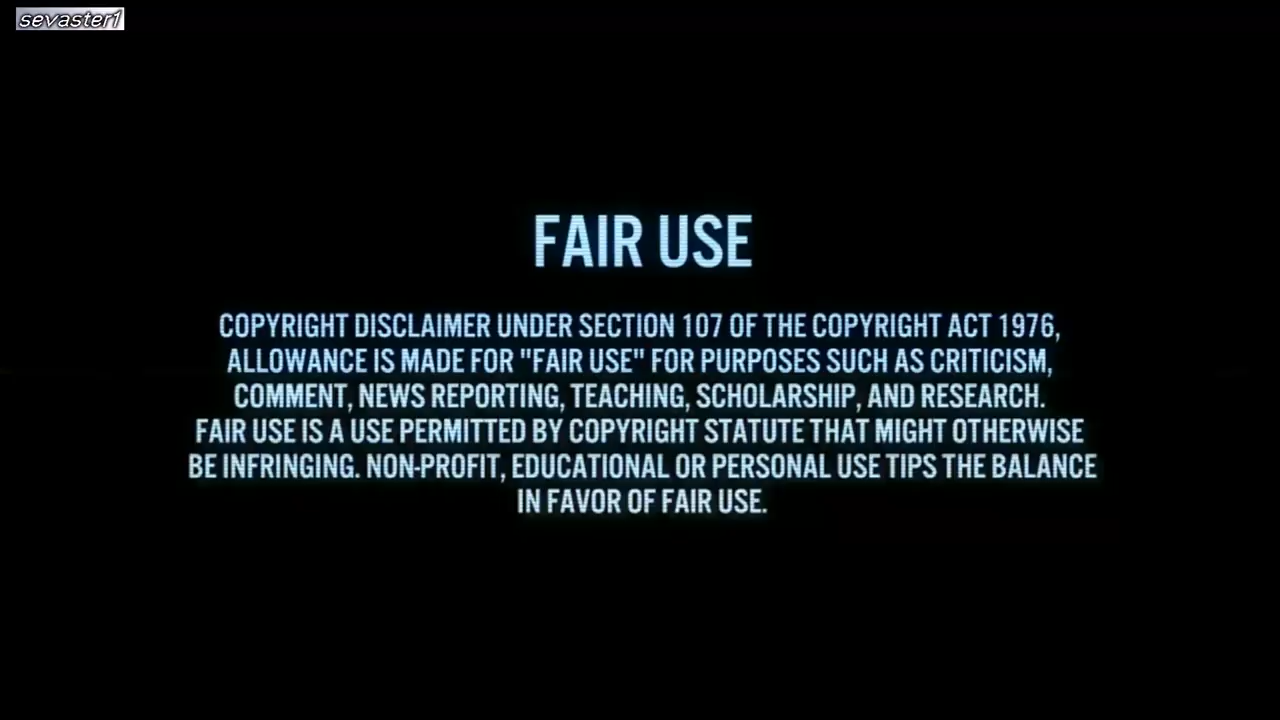 sevaster1
FAIR USE
COPYRIGHT DISCLAIMER UNDER SECTION 107 OF THE COPYRIGHT ACT 1976,
ALLOWANCE IS MADE FOR "FAIR USE" FOR PURPOSES SUCH AS CRITICISM,
COMMENT, NEWS REPORTING, TEACHING, SCHOLARSHIP, AND RESEARCH.
FAIR USE IS A USE PERMITTED BY COPYRIGHT STATUTE THAT MIGHT OTHERWISE
BE INFRINGING. NON-PROFIT, EDUCATIONAL OR PERSONAL USE TIPS THE BALANCE
IN FAVOR OF FAIR USE.